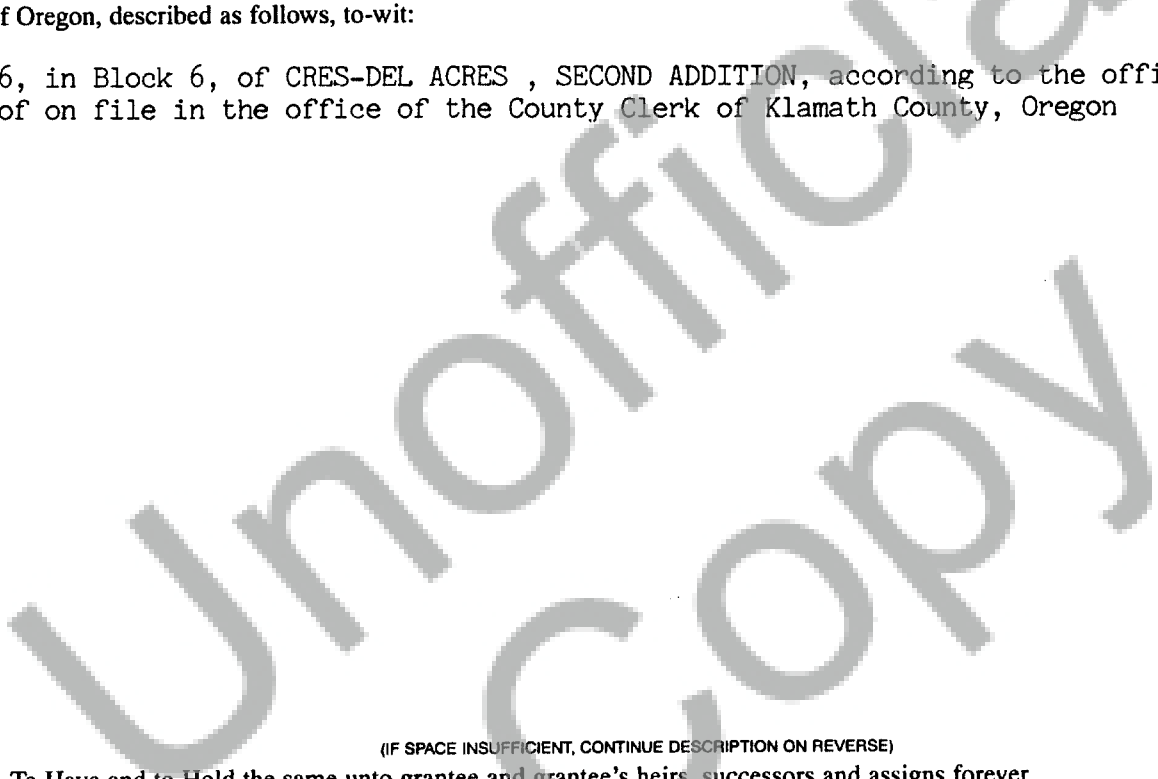 f Oregon, described as follows, to-wit:
6, in Block 6, of CRES-DEL ACRES , SECOND ADDITION, according to the offi
of on file in the office of the County Clerk of Klamath County, Oregon
Unofficia
Copy
(IF SPACE INSUFFICIENT, CONTINUE DESCRIPTION ON REVERSE)
To Have and to Hold the same unto grantee and grantee's heirs, successors and assigns forever